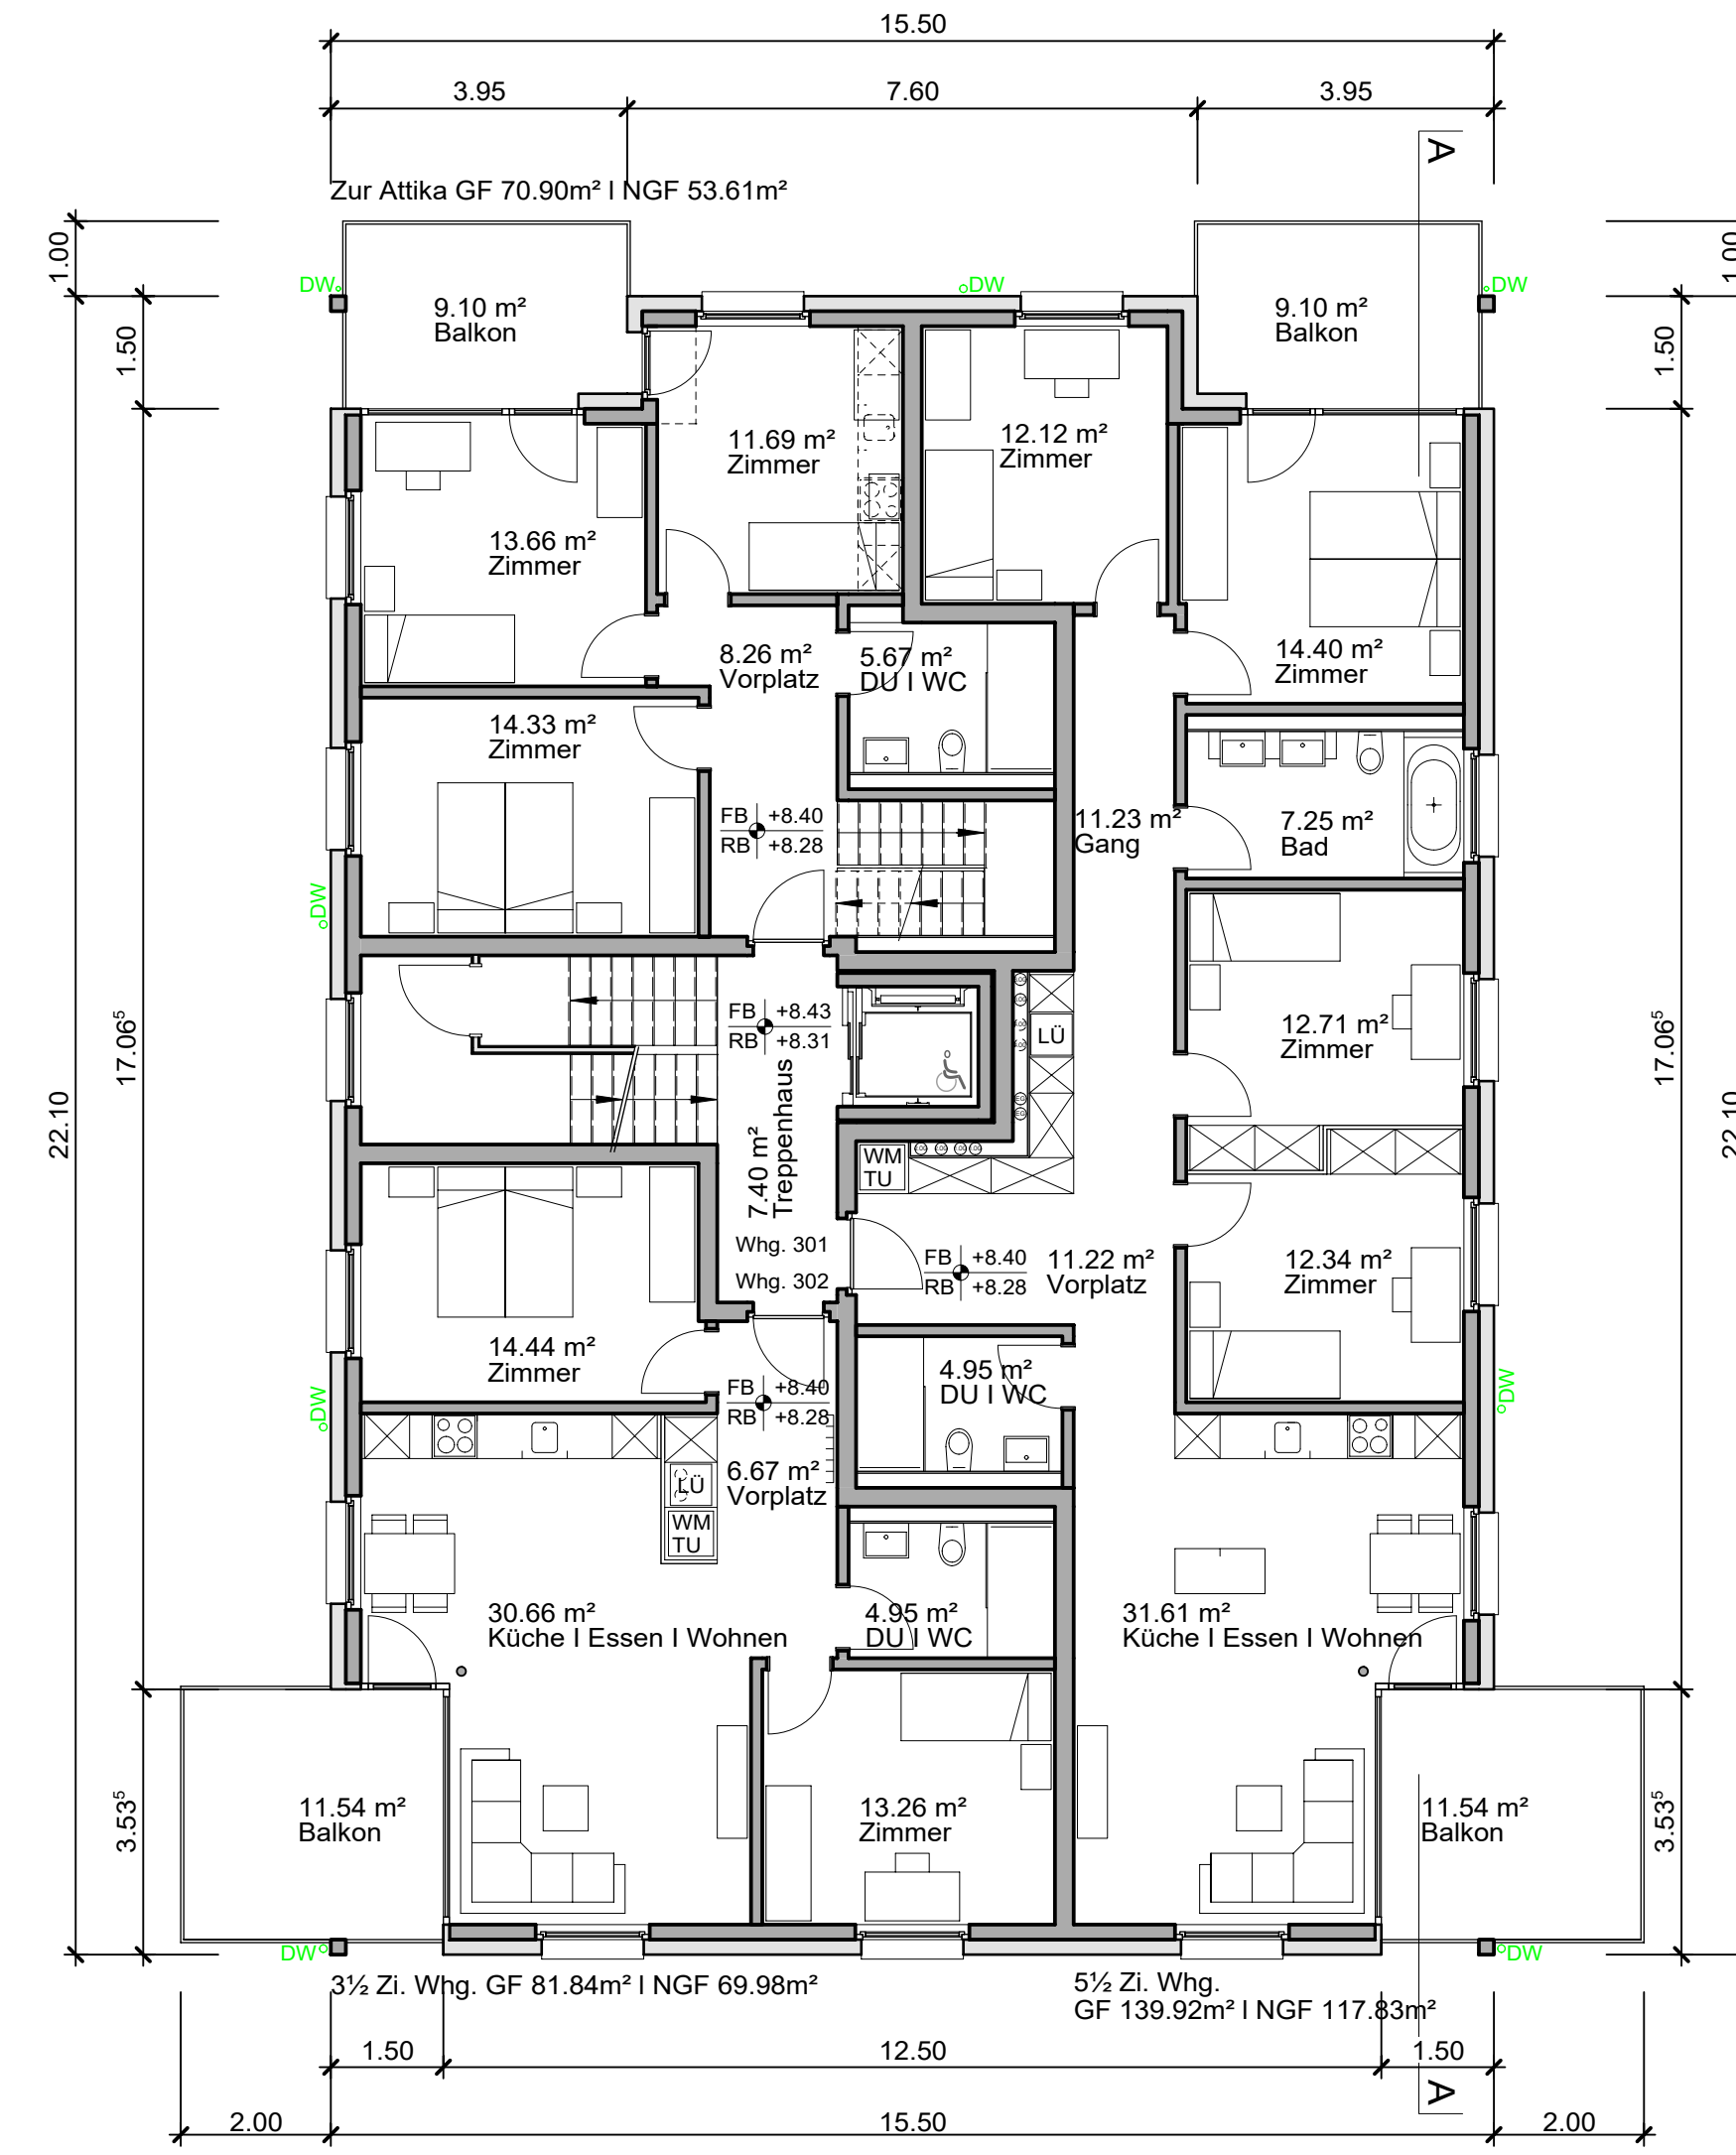 15.50
3.95
7.60
3.95
A
Zur Attika GF 70.90m² I NGF 53.61m²
1.00
1.00
DW
DW
DW
9.10 m²
Balkon
9.10 m²
Balkon
1.50
1.50
11.69 m²
Zimmer
12.12 m²
Zimmer
13.66 m²
Zimmer
8.26 m²
Vorplatz
5.67 m²
DU I WC
14.40 m²
Zimmer
14.33 m²
Zimmer
FB +8.40
RB +8.28
11.23 m²
Gang
7.25 m²
Bad
DW
FB +8.43
RB +8.31
LÜ
12.71 m²
Zimmer
17.06⁵
17.06⁵
22.10
22.10
7.40 m²
Treppenhaus
WM
TU
Whg. 301
Whg. 302
FB +8.40
RB +8.28
11.22 m²
Vorplatz
12.34 m²
Zimmer
14.44 m²
Zimmer
FB +8.40
RB +8.28
4.95 m²
DU I WC
DW
DW
6.67 m²
Vorplatz
LÜ
WM
TU
30.66 m²
Küche I Essen I Wohnen
4.95 m²
DU I WC
31.61 m²
Küche I Essen I Wohnen
11.54 m²
Balkon
13.26 m²
Zimmer
11.54 m²
Balkon
3.53⁵
3.53⁵
DW
DW
3½ Zi. Whg. GF 81.84m² I NGF 69.98m²
5½ Zi. Whg.
GF 139.92m² I NGF 117.83m²
1.50
12.50
1.50
A
2.00
15.50
2.00